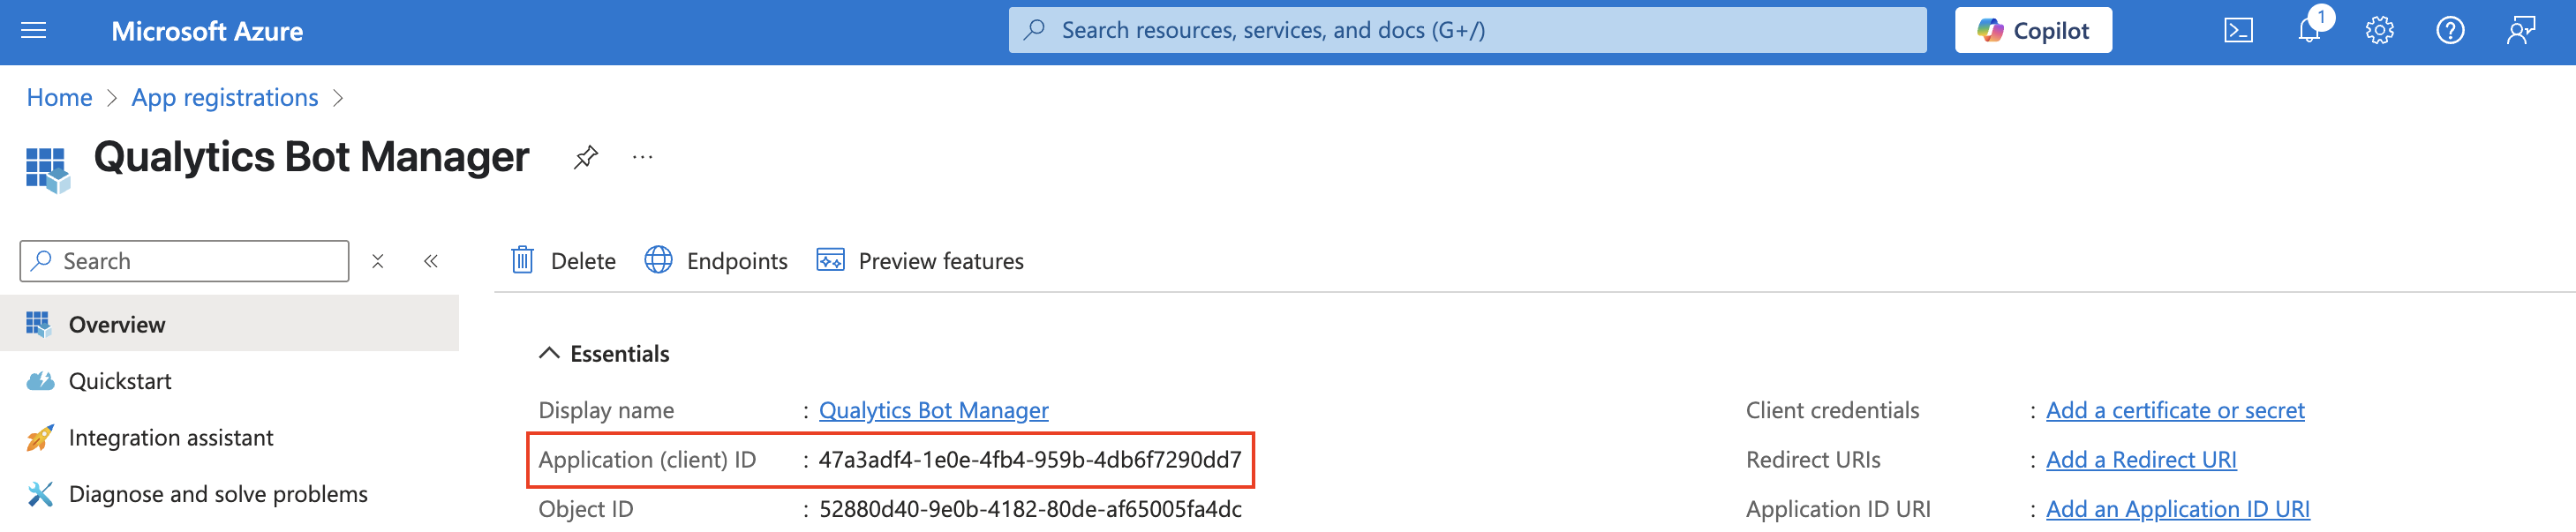 Microsoft Azure
Search resources, services, and docs (G+/)
Copilot
1
Home > App registrations >
Qualytics Bot Manager
...
Search
Delete
Endpoints
Preview features
Overview
Quickstart
Integration assistant
Diagnose and solve problems
Essentials
Display name : Qualytics Bot Manager
Application (client) ID : 47a3adf4-1e0e-4fb4-959b-4db6f7290dd7
Object ID : 52880d40-9e0b-4182-80de-af65005fa4dc
Client credentials : Add a certificate or secret
Redirect URIs : Add a Redirect URI
Application ID URI : Add an Application ID URI